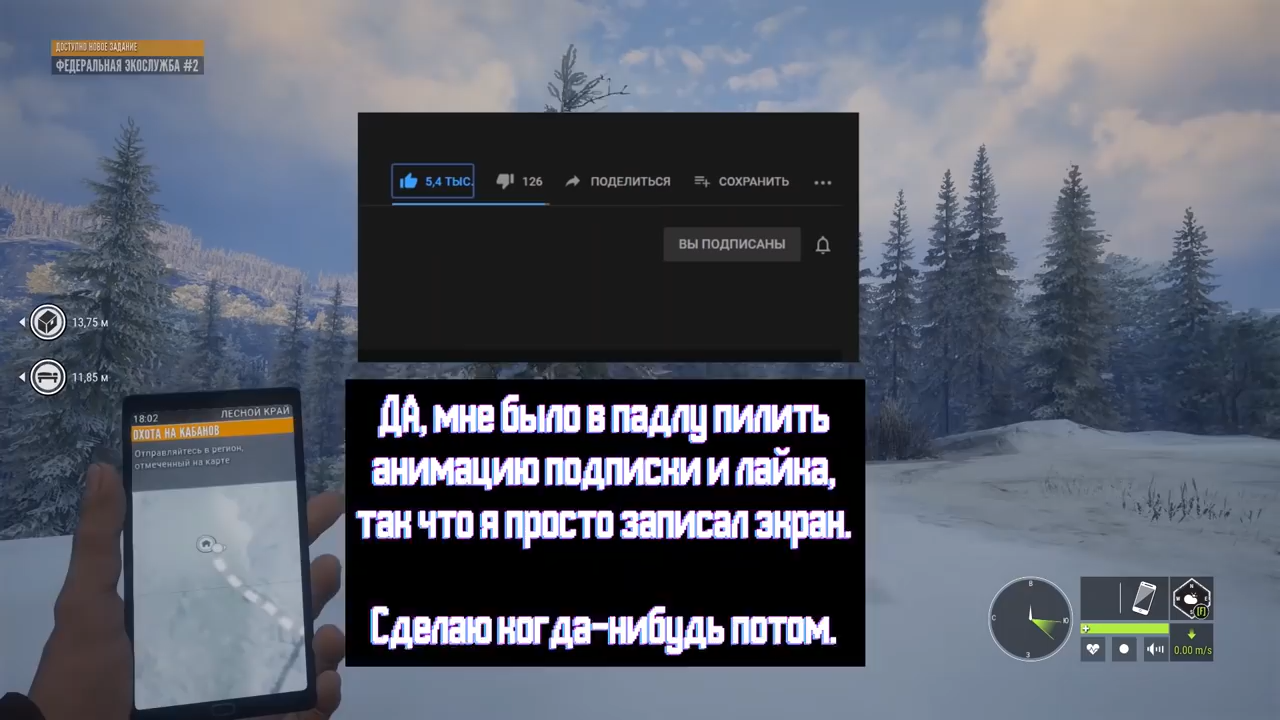 ДОСТУПНО НОВОЕ ЗАДАНИЕ
ФЕДЕРАЛЬНАЯ ЭКОСЛУЖБА #2
5,4 ТЫС.
126
ПОДЕЛИТЬСЯ
СОХРАНИТЬ
ВЫ ПОДПИСАНЫ
13,75 м
11,85 м
18:02
ЛЕСНОЙ КРАЙ
ОХОТА НА КАБАНОВ
Отправляйтесь в регион,
отмеченный на карте
ДА, мне было в падлу пилить
анимацию подписки и лайка,
так что я просто записал экран.
Сделаю когда-нибудь потом.
В
С
Ю
З
N
W
E
[F]
0.00 m/s